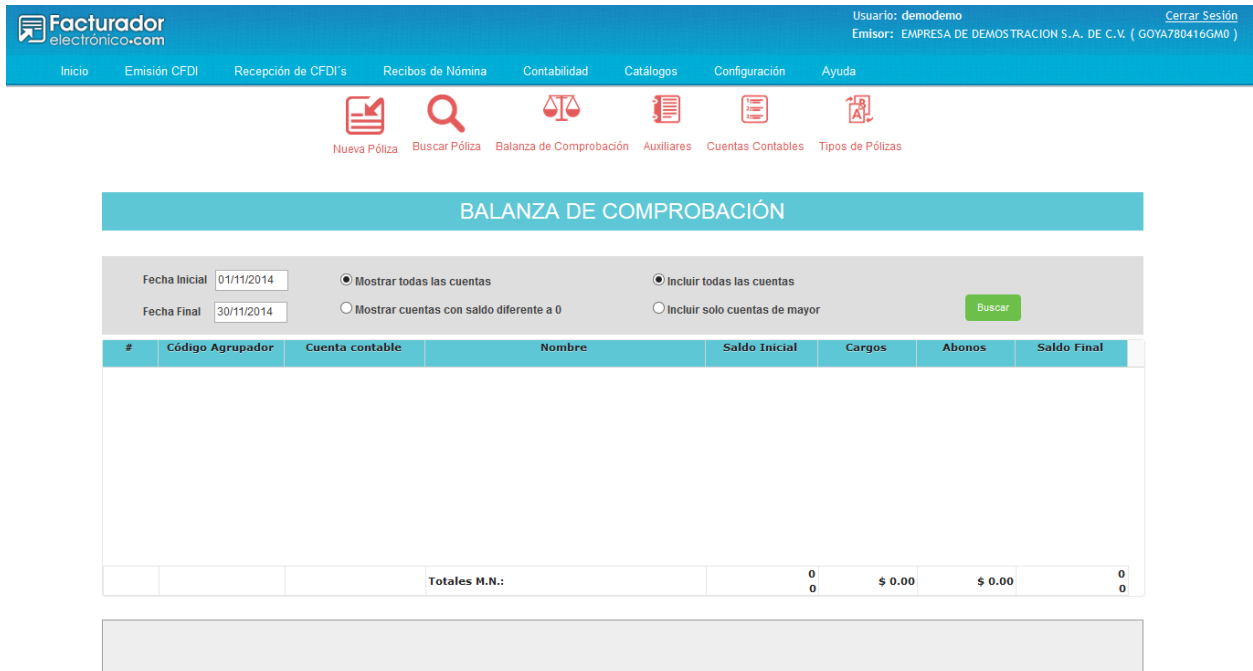 Facturador
electrónico.com
Usuario: demodemo
Cerrar Sesión
Emisor: EMPRESA DE DEMOSTRACION S.A. DE C.V. ( GOYA780416GM0 )
Inicio Emisión CFDI Recepción de CFDI´s Recibos de Nómina Contabilidad Catálogos Configuración Ayuda
Nueva Póliza Buscar Póliza Balanza de Comprobación Auxiliares Cuentas Contables Tipos de Pólizas
BALANZA DE COMPROBACIÓN
Fecha Inicial 01/11/2014 Mostrar todas las cuentas Incluir todas las cuentas
Fecha Final 30/11/2014 Mostrar cuentas con saldo diferente a 0 Incluir solo cuentas de mayor Buscar
# Código Agrupador Cuenta contable Nombre Saldo Inicial Cargos Abonos Saldo Final
Totales M.N.: 0 $ 0.00 $ 0.00 0
0 0